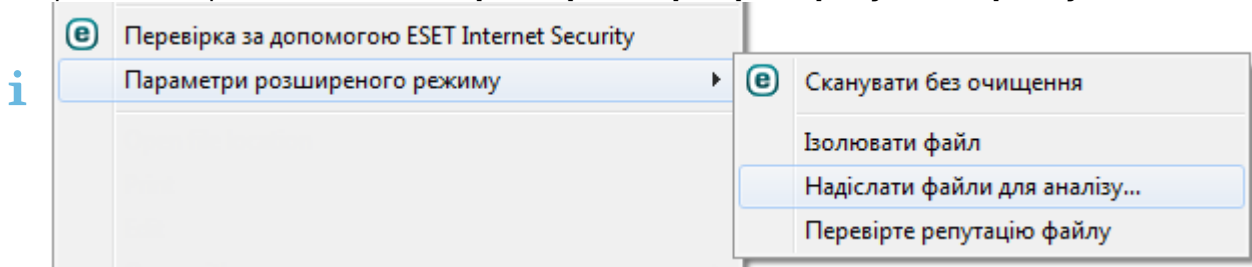 Перевірка за допомогою ESET Internet Security
Параметри розширеного режиму
Сканувати без очищення
Ізолювати файл
Надіслати файли для аналізу...
Перевірте репутацію файлу